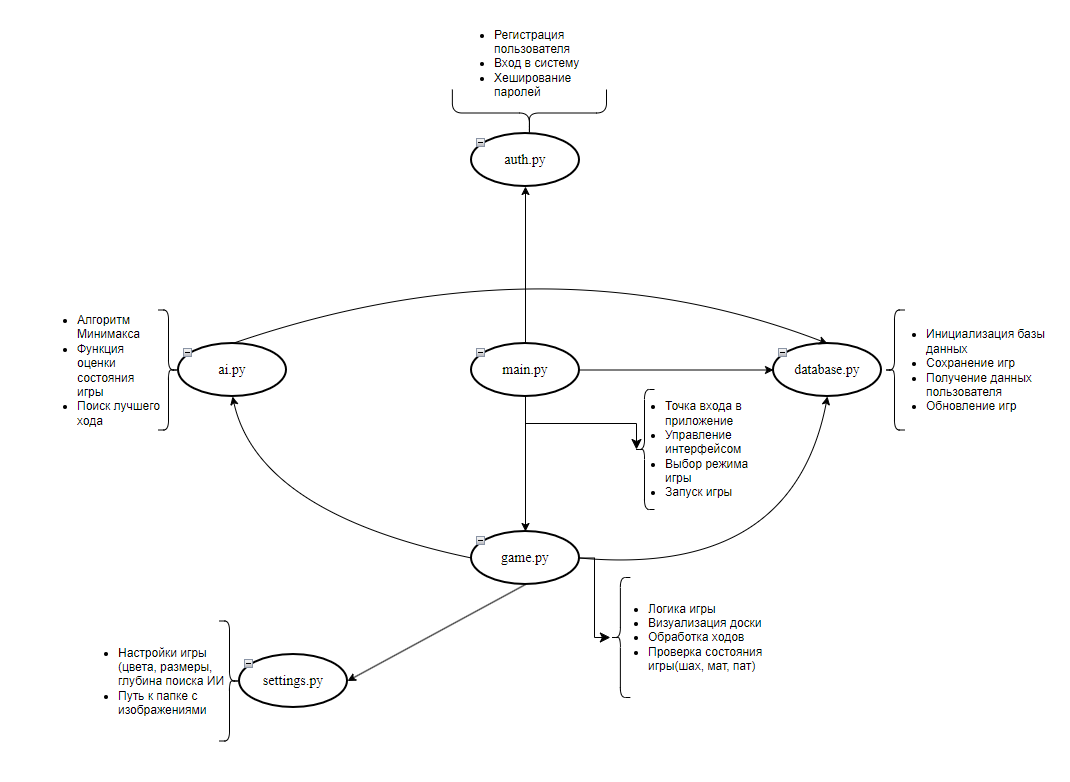 Регистрация
пользователя
Вход в систему
Хеширование
паролей
auth.py
Алгоритм
Минимакса
Функция
оценки
состояния
игры
Поиск лучшего
хода
ai.py
main.py
database.py
Инициализация базы
данных
Сохранение игр
Получение данных
пользователя
Обновление игр
Точка входа в
приложение
Управление
интерфейсом
Выбор режима
игры
Запуск игры
game.py
Логика игры
Визуализация доски
Обработка ходов
Проверка состояния
игры(шах, мат, пат)
Настройки игры
(цвета, размеры,
глубина поиска ИИ
Путь к папке с
изображениями
settings.py